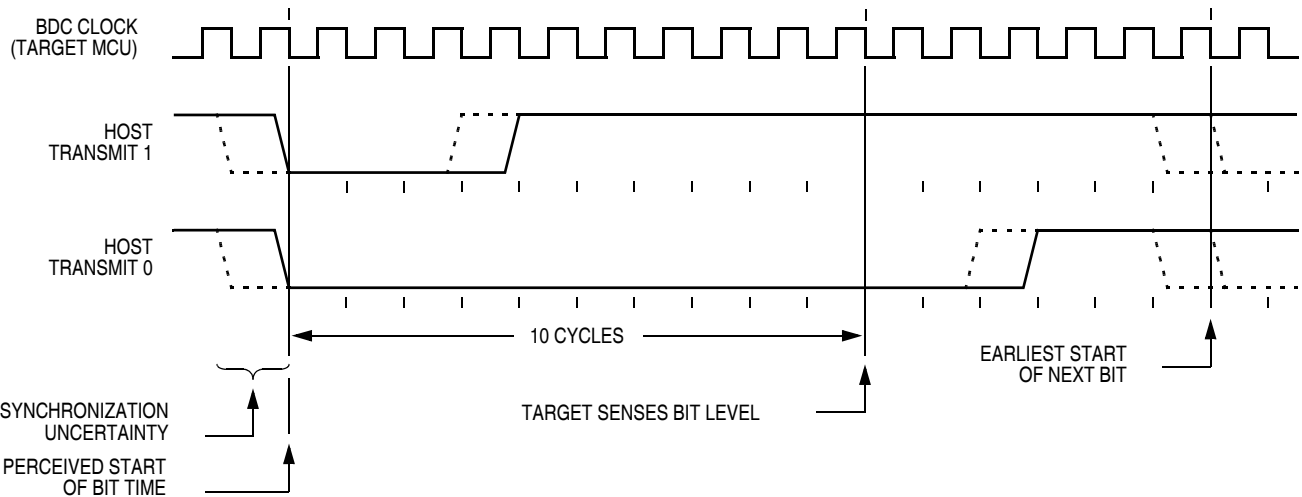 BDC CLOCK
(TARGET MCU)
HOST
TRANSMIT 1
HOST
TRANSMIT 0
10 CYCLES
EARLIEST START
OF NEXT BIT
SYNCHRONIZATION
UNCERTAINTY
TARGET SENSES BIT LEVEL
PERCEIVED START
OF BIT TIME